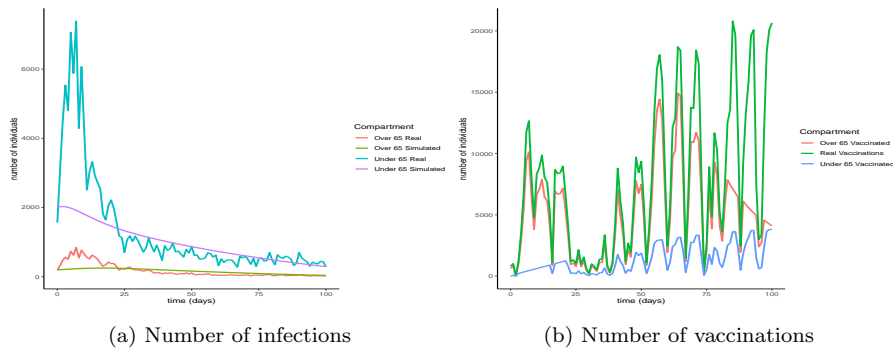 number of individuals
6000
4000
2000
0
0
25
50
75
100
time (days)
Compartment
Over 65 Real
Over 65 Simulated
Under 65 Real
Under 65 Simulated
(a) Number of infections
number of individuals
20000
15000
10000
5000
0
0
25
50
75
100
time (days)
Compartment
Over 65 Vaccinated
Real Vaccinations
Under 65 Vaccinated
(b) Number of vaccinations